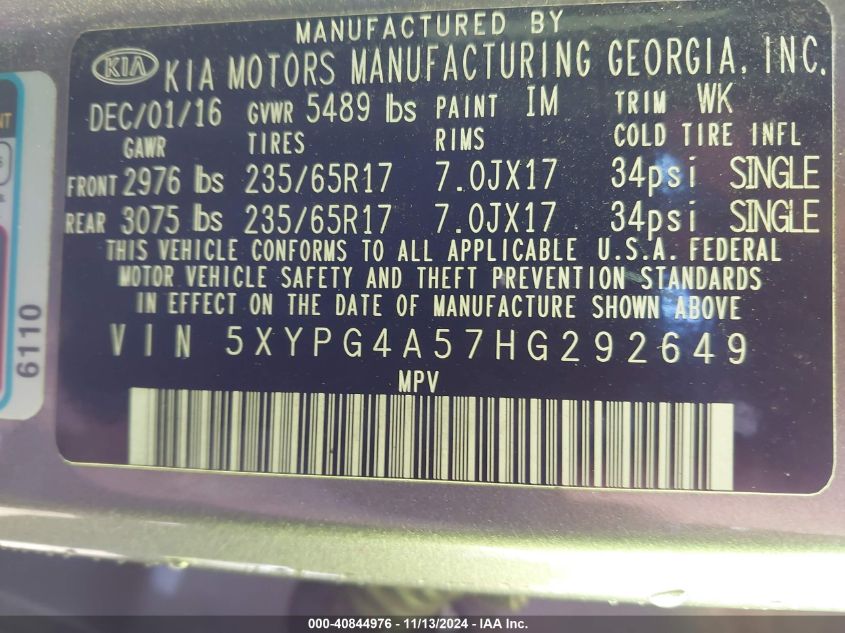 MANUFACTURED BY
KIA KIA MOTORS MANUFACTURING GEORGIA, INC.
DEC/01/16 GVWR 5489 lbs PAINT IM TRIM WK
GAWR TIRES RIMS COLD TIRE INFL
FRONT 2976 lbs 235/65R17 7.0JX17 34psi SINGLE
REAR 3075 lbs 235/65R17 7.0JX17 34psi SINGLE
THIS VEHICLE CONFORMS TO ALL APPLICABLE U.S.A. FEDERAL
MOTOR VEHICLE SAFETY AND THEFT PREVENTION STANDARDS
IN EFFECT ON THE DATE OF MANUFACTURE SHOWN ABOVE
VIN 5XYPG4A57HG292649
MPV
6110
000-40844976 - 11/13/2024 - IAA Inc.